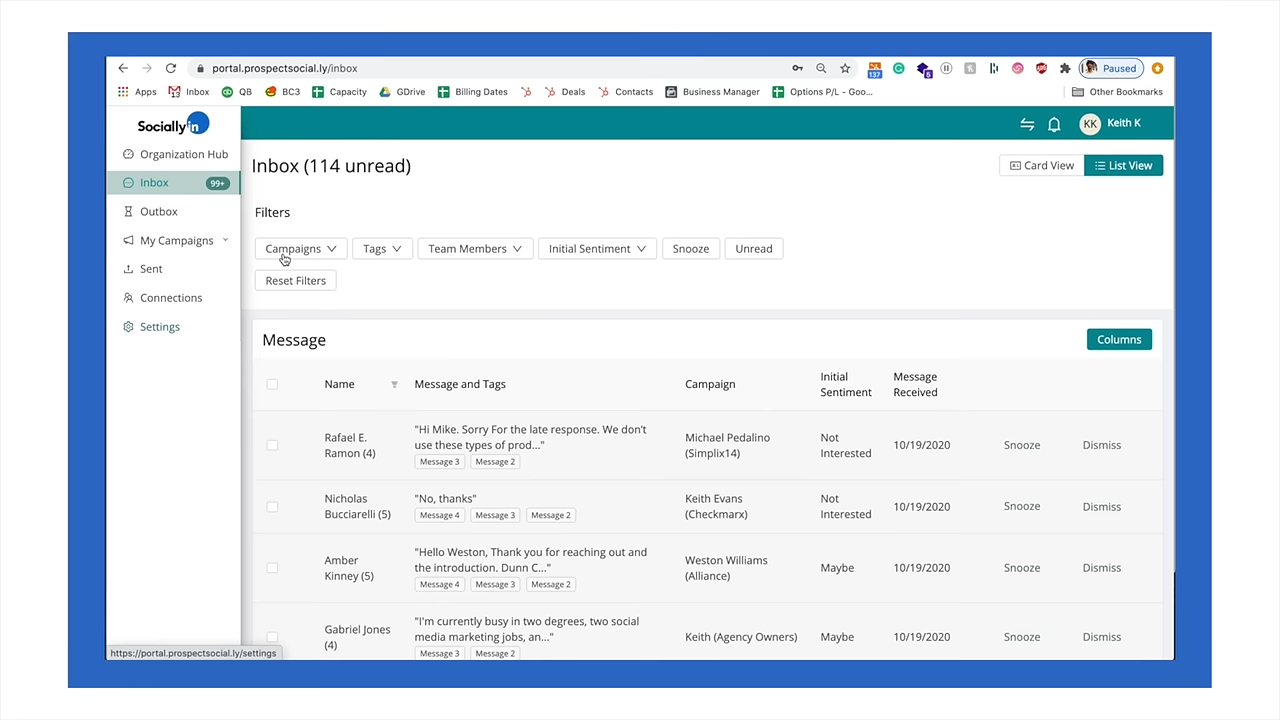 portal.prospectsocial.ly/inbox
137
5
Paused
Apps
Inbox
QB
BC3
Capacity
GDrive
Billing Dates
Deals
Contacts
Business Manager
Options P/L - Goo...
Other Bookmarks
Sociallyin
KK
Keith K
Organization Hub
Inbox
99+
Outbox
My Campaigns
Sent
Connections
Settings
Inbox (114 unread)
Card View
List View
Filters
Campaigns
Tags
Team Members
Initial Sentiment
Snooze
Unread
Reset Filters
Message
Columns
Name
Message and Tags
Campaign
Initial
Sentiment
Message
Received
Rafael E.
Ramon (4)
"Hi Mike. Sorry For the late response. We don't
use these types of prod..."
Message 3
Message 2
Michael Pedalino
(Simplix14)
Not
Interested
10/19/2020
Snooze
Dismiss
Nicholas
Bucciarelli (5)
"No, thanks"
Message 4
Message 3
Message 2
Keith Evans
(Checkmarx)
Not
Interested
10/19/2020
Snooze
Dismiss
Amber
Kinney (5)
"Hello Weston, Thank you for reaching out and
the introduction. Dunn C..."
Message 4
Message 3
Message 2
Weston Williams
(Alliance)
Maybe
10/19/2020
Snooze
Dismiss
Gabriel Jones
(4)
"I'm currently busy in two degrees, two social
media marketing jobs, an..."
Message 3
Message 2
Keith (Agency Owners)
Maybe
10/19/2020
Snooze
Dismiss
https://portal.prospectsocial.ly/settings